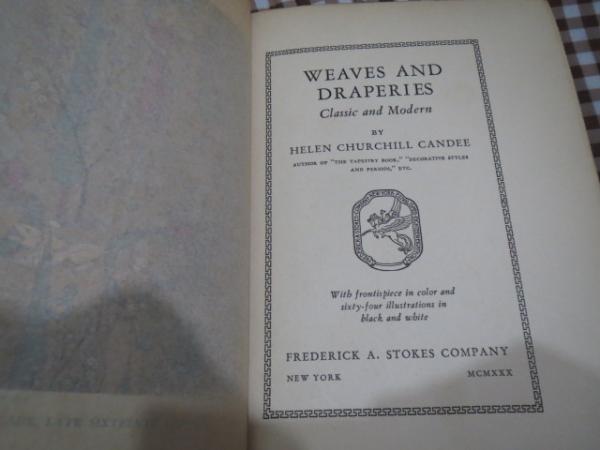 WEAVES AND
DRAPERIES
Classic and Modern
BY
HELEN CHURCHILL CANDEE
AUTHOR OF "THE TAPESTRY BOOK," "DECORATIVE STYLES
AND PERIODS," ETC.
With frontispiece in color and
sixty-four illustrations in
black and white
FREDERICK A. STOKES COMPANY
NEW YORK MCMXXX
LATE SIXTEENTH